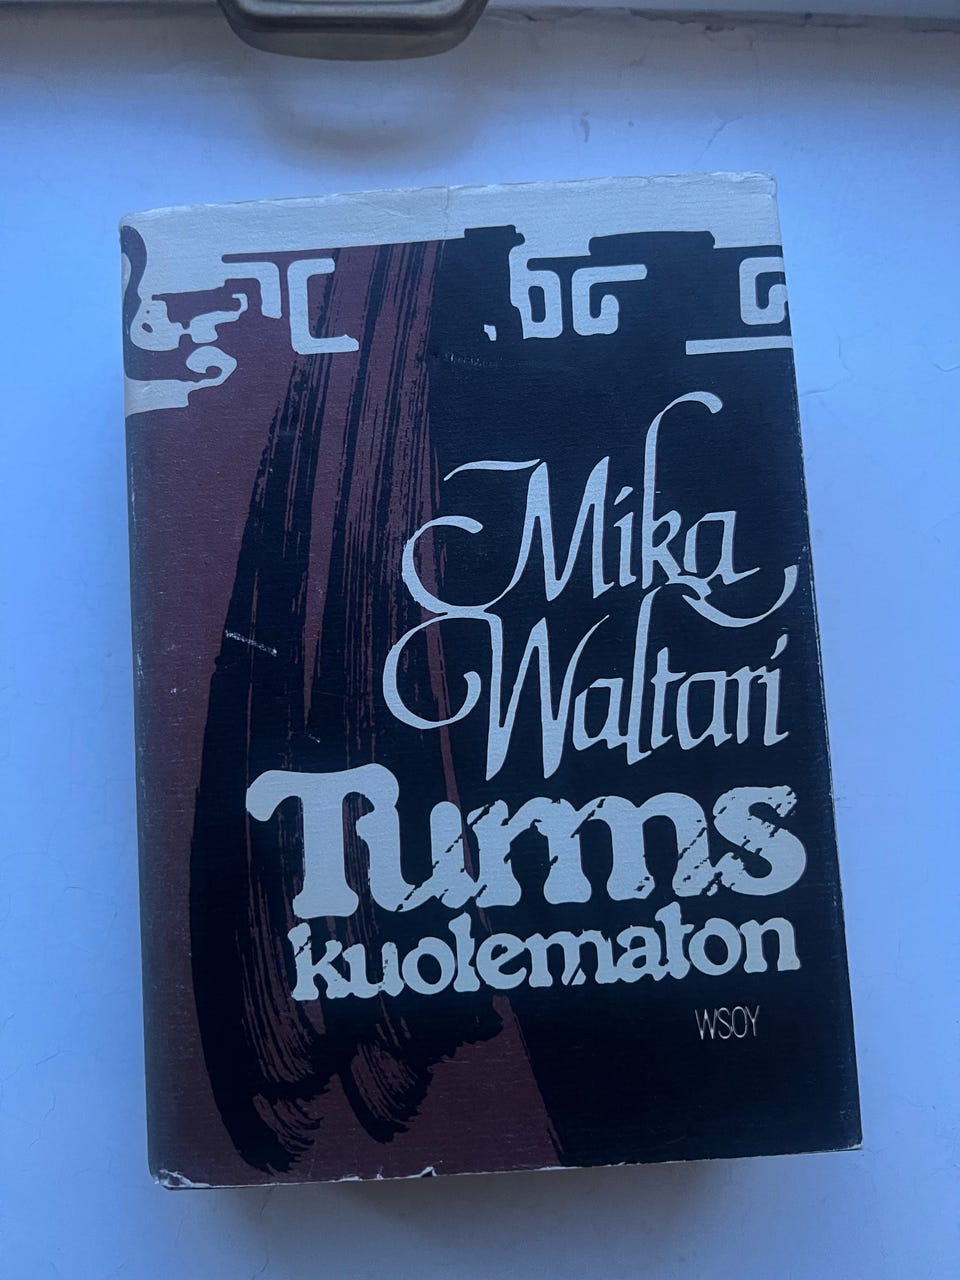 Mika
Waltari
Turms
kuolematon
WSOY